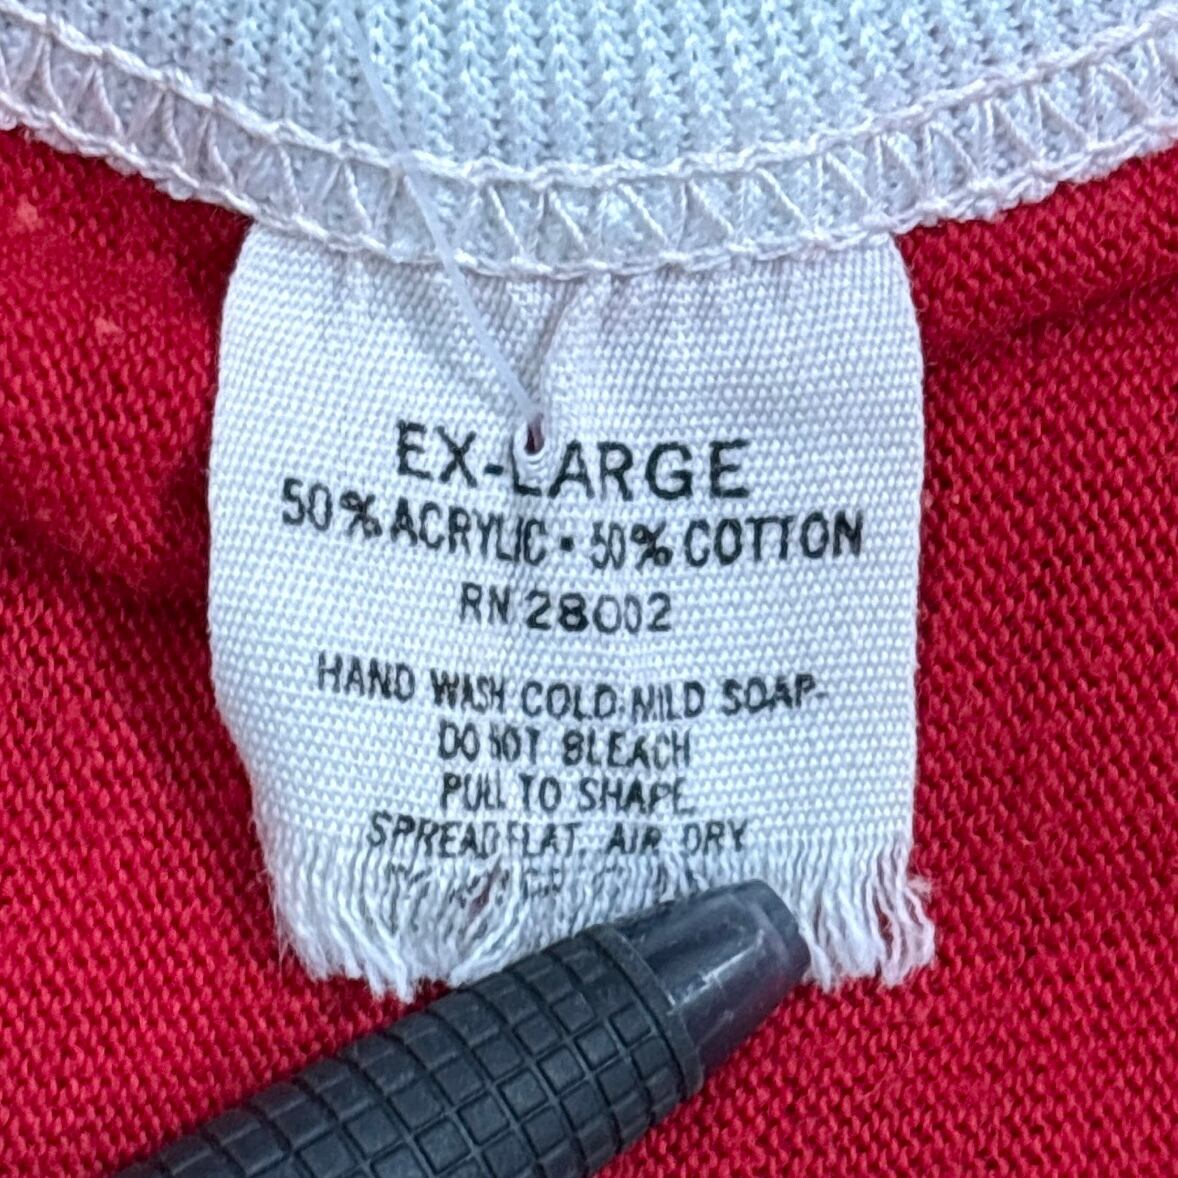 EX-LARGE
50% ACRYLIC • 50% COTTON
RN 28002
HAND WASH COLD-MILD SOAP-
DO NOT BLEACH
PULL TO SHAPE
SPREAD FLAT AIR DRY